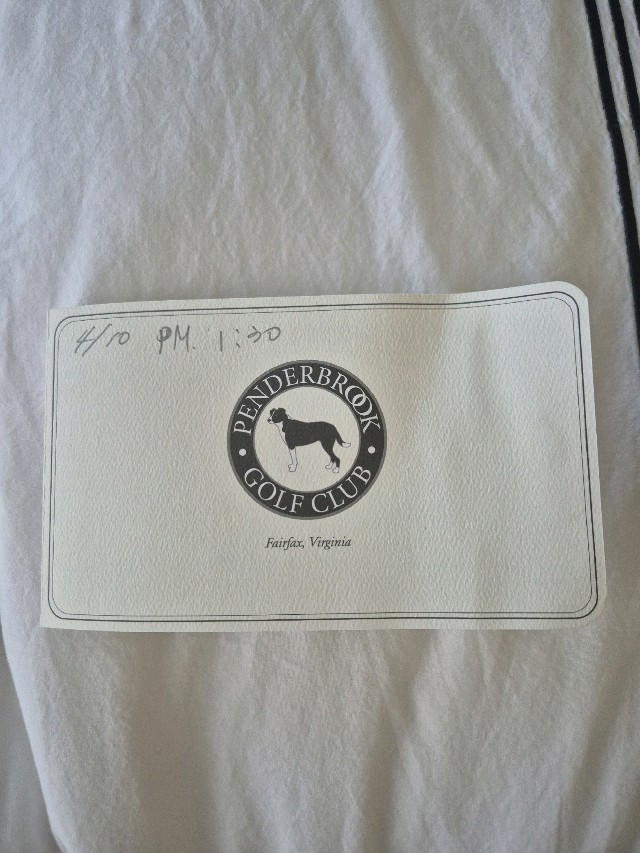 4/10 PM. 1:30
PENDERBROOK
GOLF CLUB
Fairfax, Virginia